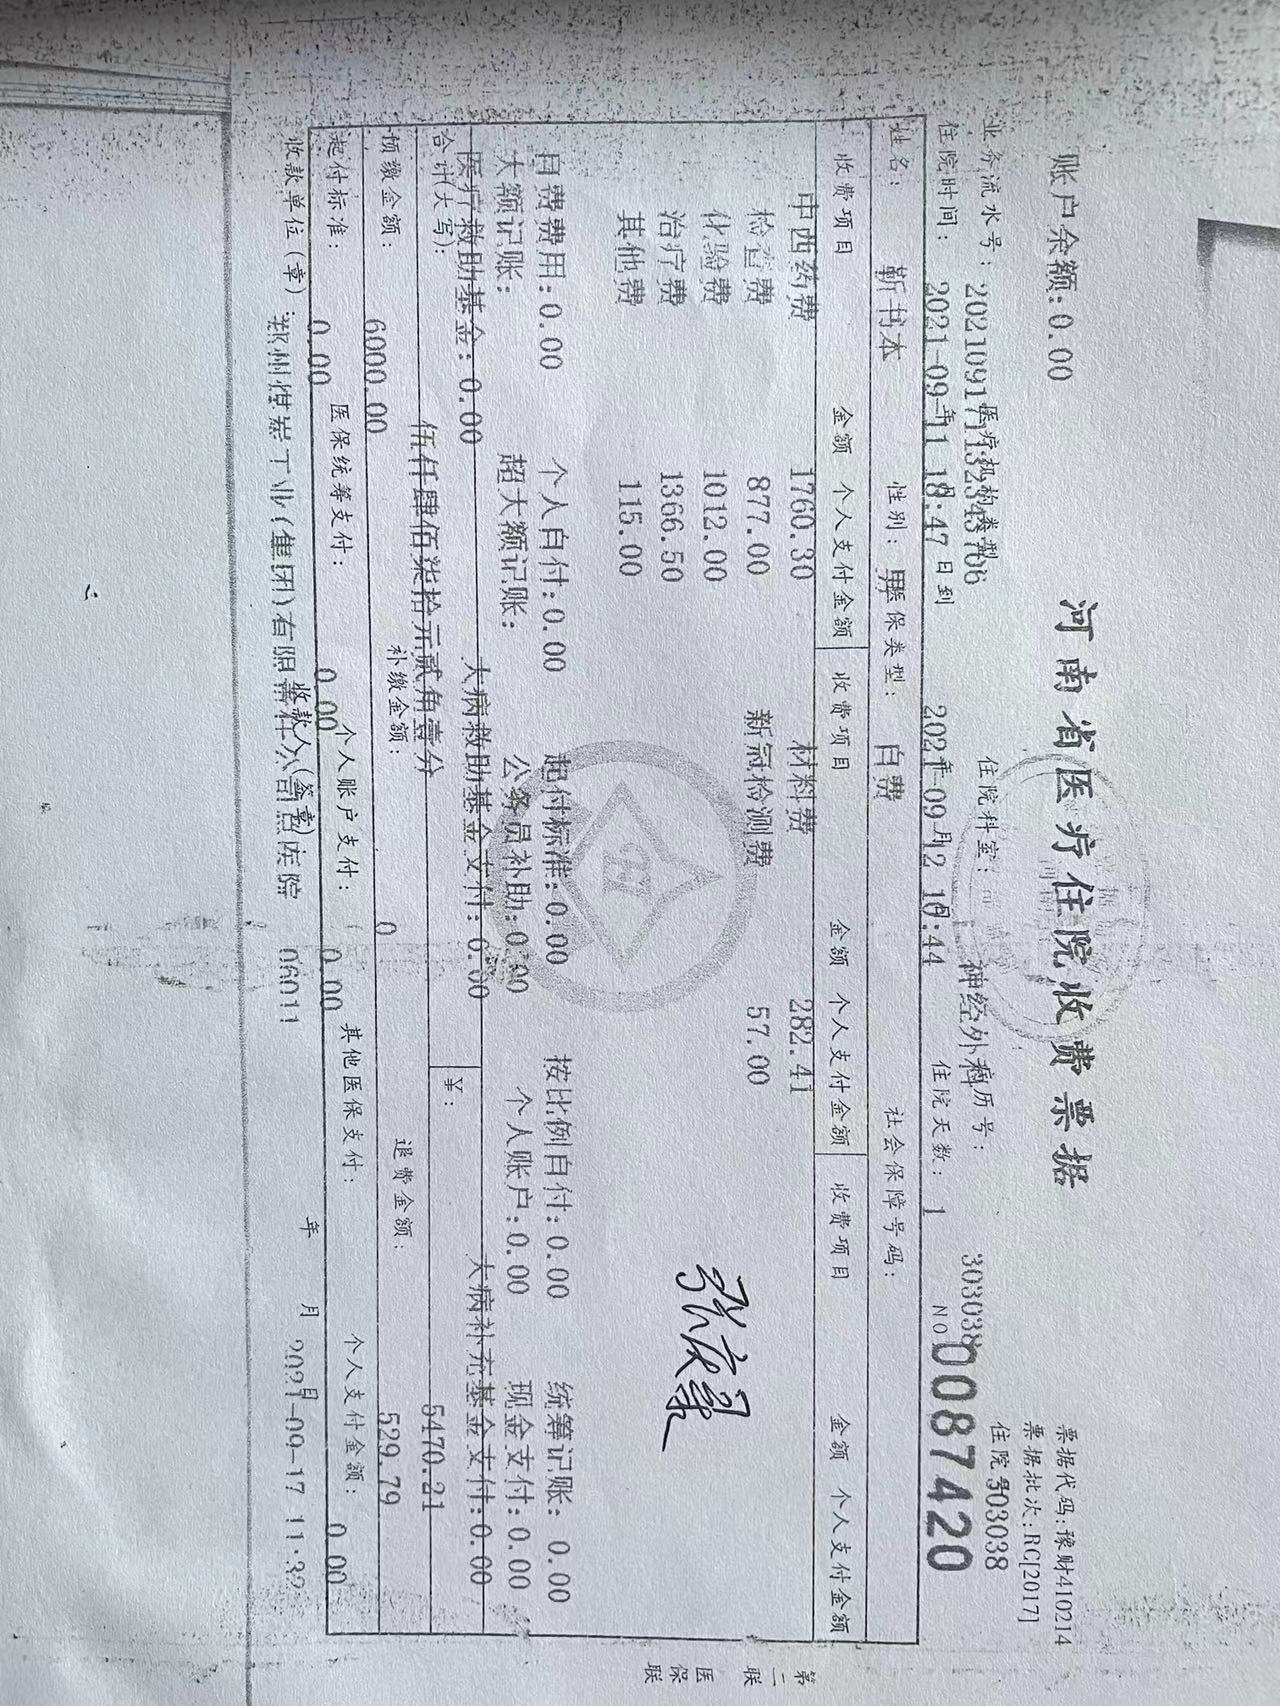 河南省医疗住院收费票据
票据代码:豫财410214
票据批次:RC[2017]
账户余额:0.00
住院号303038
业务流水号: 202109171132343706 医疗机构类型: 住院科室: 神经外科 病历号: 303038
NO 0087420
住院时间: 2021-09-11 18:47 年 月 日到 2021-09-12 10:44 年 月 日 住院天数: 1
姓名: 靳书本 性别: 男 医保类型: 自费 社会保障号码:
收费项目 金额 个人支付金额 收费项目 金额 个人支付金额 收费项目 金额 个人支付金额
中西药费 1760.30 材料费 282.41
检查费 877.00 新冠检测费 57.00
化验费 1012.00
治疗费 1366.50
其他费 115.00
自费费用:0.00 个人自付:0.00 起付标准:0.00 按比例自付:0.00 统筹记账: 0.00
大额记账: 超大额记账: 公务员补助:0.00 个人账户:0.00 现金支付:0.00
医疗救助基金: 0.00 大病救助基金支付: 0.00 大病补充基金支付: 0.00
合计(大写): 伍仟肆佰柒拾元贰角壹分 ¥: 5470.21
预缴金额: 6000.00 补缴金额: 0 退费金额: 529.79
起付标准: 0.00 医保统筹支付: 0.00 个人账户支付: 0.00 其他医保支付: 个人支付金额: 0.00
收款单位(章): 郑州煤炭工业(集团)有限责任公司总医院 收款人(签章) 06011 年 月 日 2021-09-17 11:32
第二联 医保联